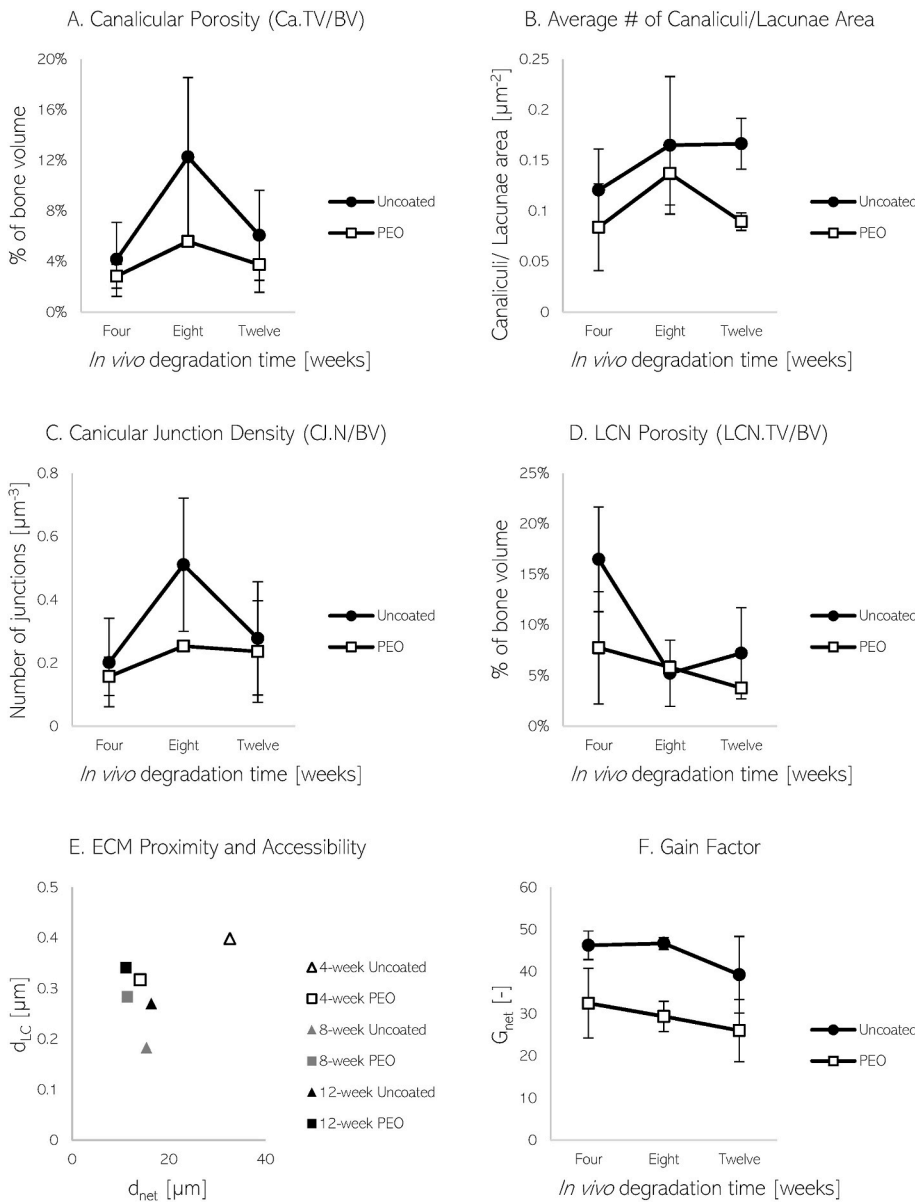 A. Canalicular Porosity (Ca.TV/BV)
% of bone volume
20%
16%
12%
8%
4%
0%
Four Eight Twelve
In vivo degradation time [weeks]
Uncoated
PEO
B. Average # of Canaliculi/Lacunae Area
Canaliculi/ Lacunae area [µm⁻²]
0.25
0.2
0.15
0.1
0.05
0
Four Eight Twelve
In vivo degradation time [weeks]
Uncoated
PEO
C. Canicular Junction Density (CJ.N/BV)
Number of junctions [µm⁻³]
0.8
0.6
0.4
0.2
0
Four Eight Twelve
In vivo degradation time [weeks]
Uncoated
PEO
D. LCN Porosity (LCN.TV/BV)
% of bone volume
25%
20%
15%
10%
5%
0%
Four Eight Twelve
In vivo degradation time [weeks]
Uncoated
PEO
E. ECM Proximity and Accessibility
dLC [µm]
0.5
0.4
0.3
0.2
0.1
0
0 20 40
dnet [µm]
4-week Uncoated
4-week PEO
8-week Uncoated
8-week PEO
12-week Uncoated
12-week PEO
F. Gain Factor
Gnet [-]
60
50
40
30
20
10
0
Four Eight Twelve
In vivo degradation time [weeks]
Uncoated
PEO